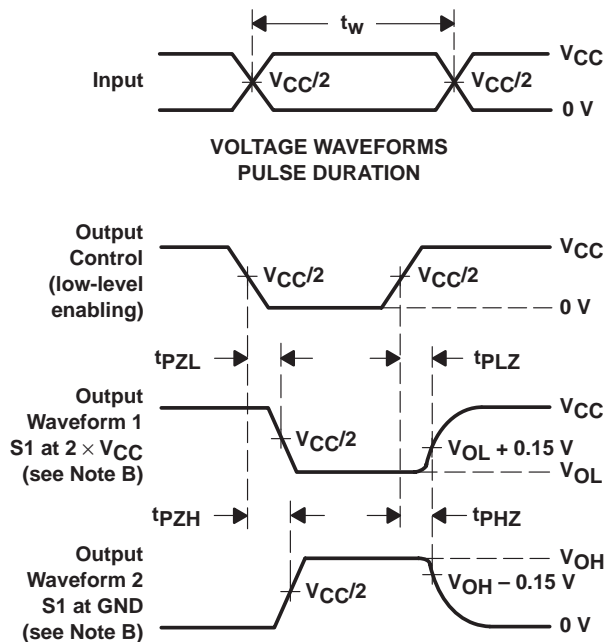 tw
VCC
Input
VCC/2
VCC/2
0 V
VOLTAGE WAVEFORMS
PULSE DURATION
Output
Control
(low-level
enabling)
VCC
VCC/2
VCC/2
0 V
tPZL
tPLZ
Output
Waveform 1
S1 at 2 × VCC
(see Note B)
VCC
VCC/2
VOL + 0.15 V
VOL
tPZH
tPHZ
Output
Waveform 2
S1 at GND
(see Note B)
VOH
VCC/2
VOH – 0.15 V
0 V